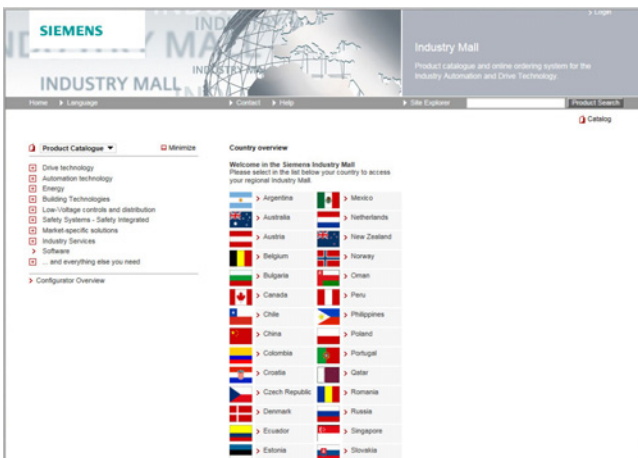 Login
SIEMENS
INDUSTRY MALL
Industry Mall
Product catalogue and online ordering system for the
Industry Automation and Drive Technology.
Home
Language
Contact
Help
Site Explorer
Product Search
Catalog
Product Catalogue
Minimize
Drive technology
Automation technology
Energy
Building Technologies
Low-Voltage controls and distribution
Safety Systems - Safety Integrated
Market-specific solutions
Industry Services
Software
... and everything else you need
Configurator Overview
Country overview
Welcome in the Siemens Industry Mall
Please select in the list below your country to access
your regional Industry Mall.
Argentina
Mexico
Australia
Netherlands
Austria
New Zealand
Belgium
Norway
Bulgaria
Oman
Canada
Peru
Chile
Philippines
China
Poland
Colombia
Portugal
Croatia
Qatar
Czech Republic
Romania
Denmark
Russia
Ecuador
Singapore
Estonia
Slovakia